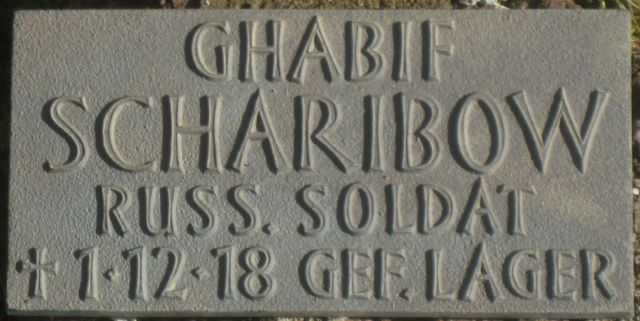 GHABIF
SCHARIBOW
RUSS. SOLDAT
✝ 1·12·18 GEF. LAGER